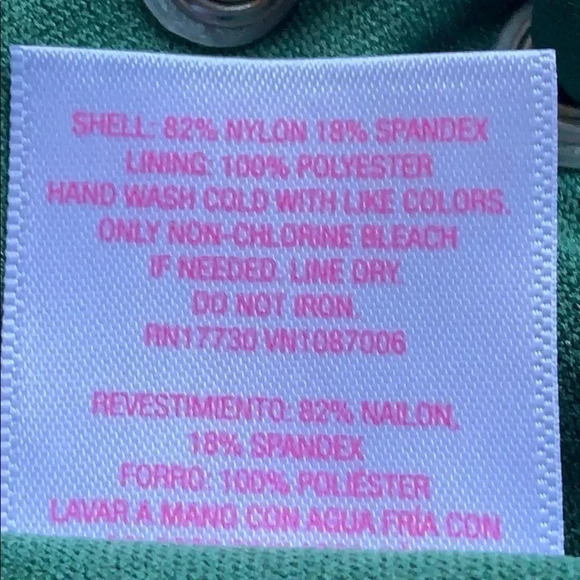 SHELL: 82% NYLON 18% SPANDEX
LINING: 100% POLYESTER
HAND WASH COLD WITH LIKE COLORS.
ONLY NON-CHLORINE BLEACH
IF NEEDED. LINE DRY.
DO NOT IRON.
RN17730 VN1087006
REVESTIMIENTO: 82% NAILON,
18% SPANDEX
FORRO: 100% POLIÉSTER
LAVAR A MANO CON AGUA FRÍA CON